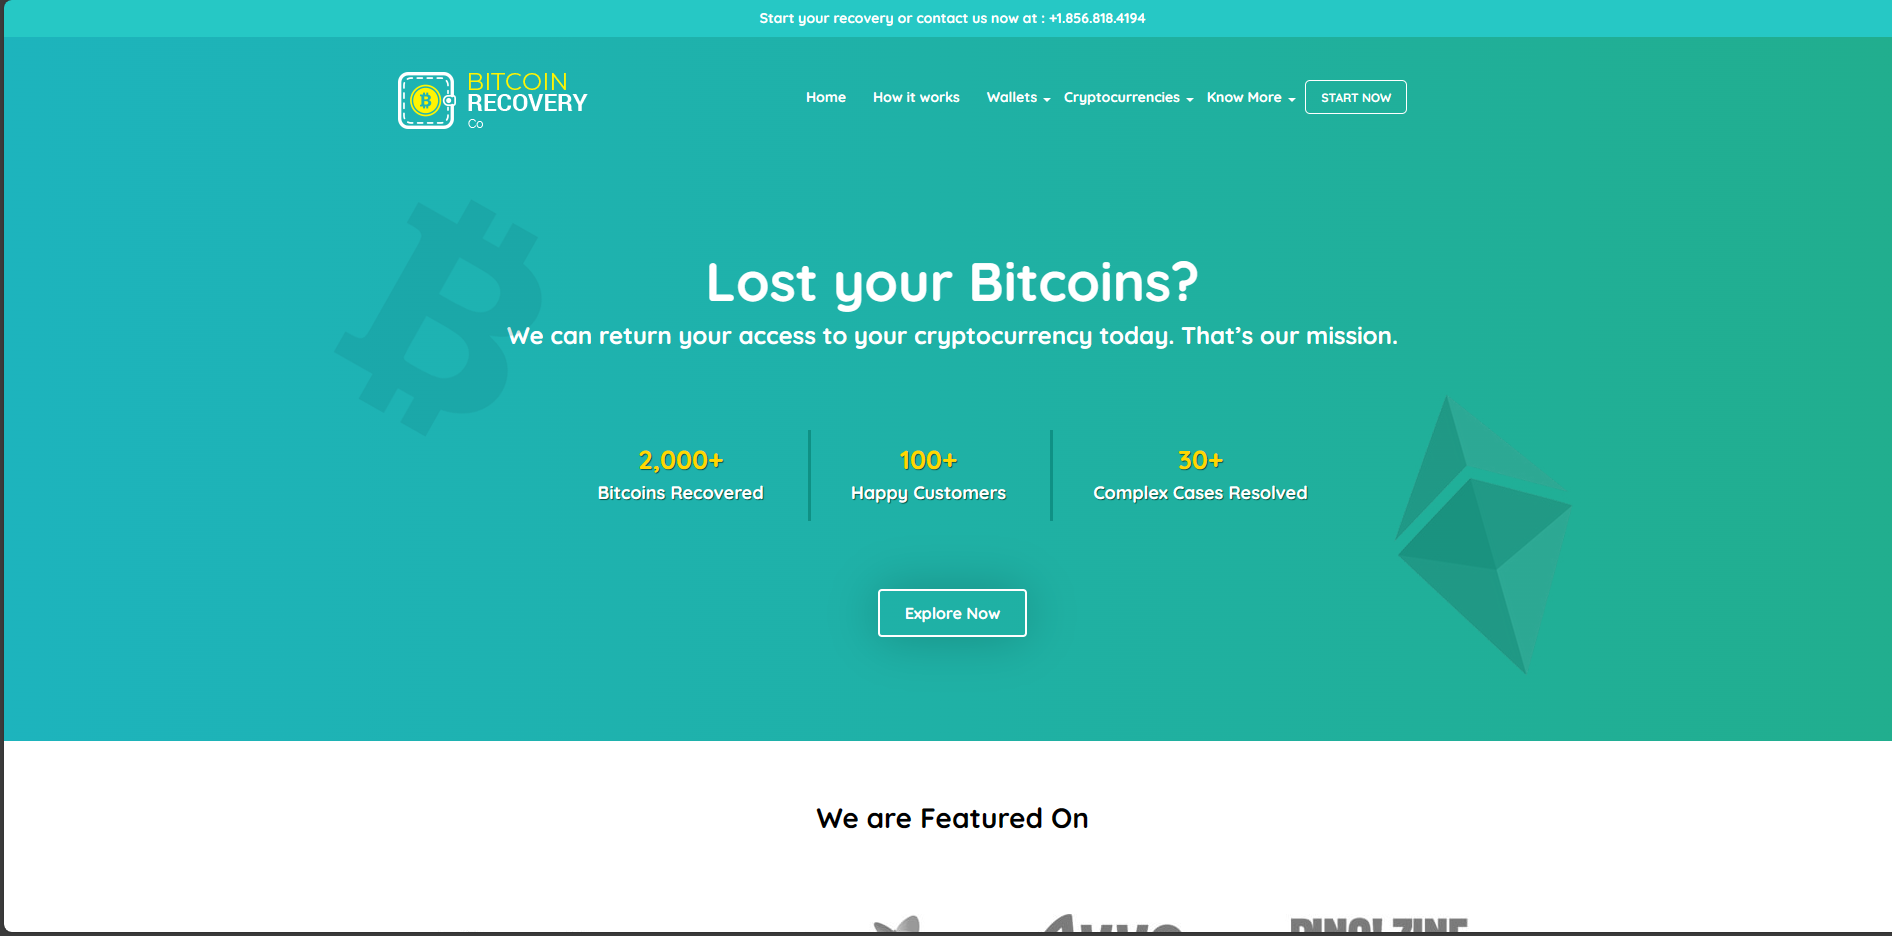 Start your recovery or contact us now at : +1.856.818.4194
BITCOIN
RECOVERY
Co
Home How it works Wallets Cryptocurrencies Know More START NOW
Lost your Bitcoins?
We can return your access to your cryptocurrency today. That’s our mission.
2,000+ 100+ 30+
Bitcoins Recovered Happy Customers Complex Cases Resolved
Explore Now
We are Featured On